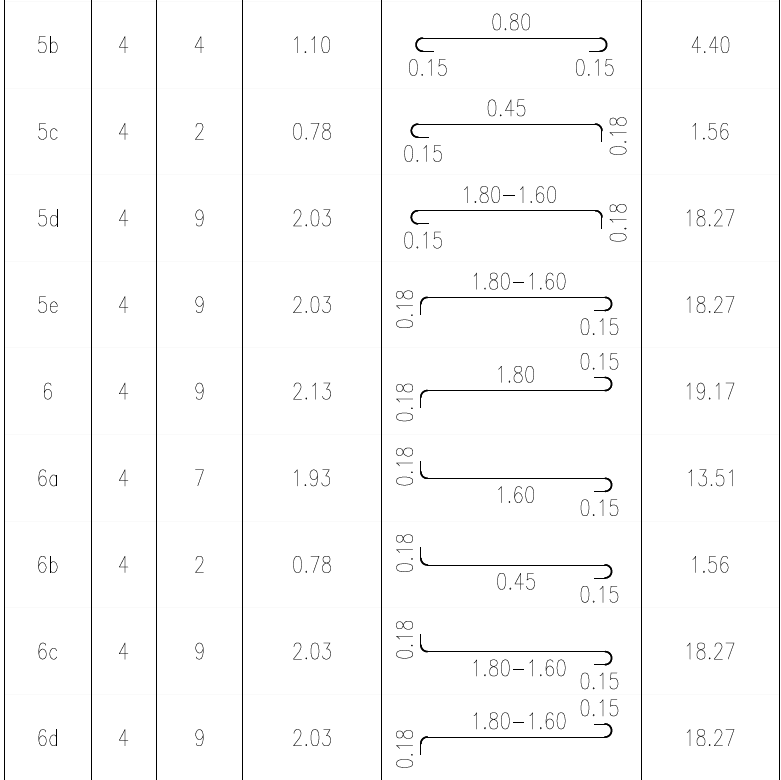 0.80
5b 4 4 1.10 4.40
0.15 0.15
0.45
5c 4 2 0.78 0.18 1.56
0.15
1.80-1.60
5d 4 9 2.03 0.18 18.27
0.15
1.80-1.60
5e 4 9 2.03 0.18 18.27
0.15
0.15
1.80
6 4 9 2.13 0.18 19.17
0.18
6a 4 7 1.93 1.60 13.51
0.15
0.18
6b 4 2 0.78 0.45 1.56
0.15
0.18
6c 4 9 2.03 1.80-1.60 18.27
0.15
0.15
1.80-1.60
6d 4 9 2.03 0.18 18.27